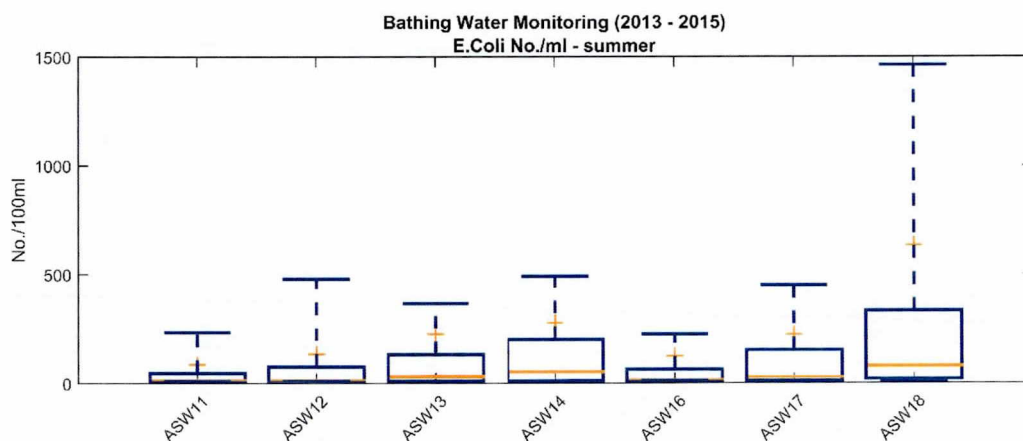 Bathing Water Monitoring (2013 - 2015)
E.Coli No./ml - summer
1500
1000
500
0
No./100ml
ASW11
ASW12
ASW13
ASW14
ASW16
ASW17
ASW18